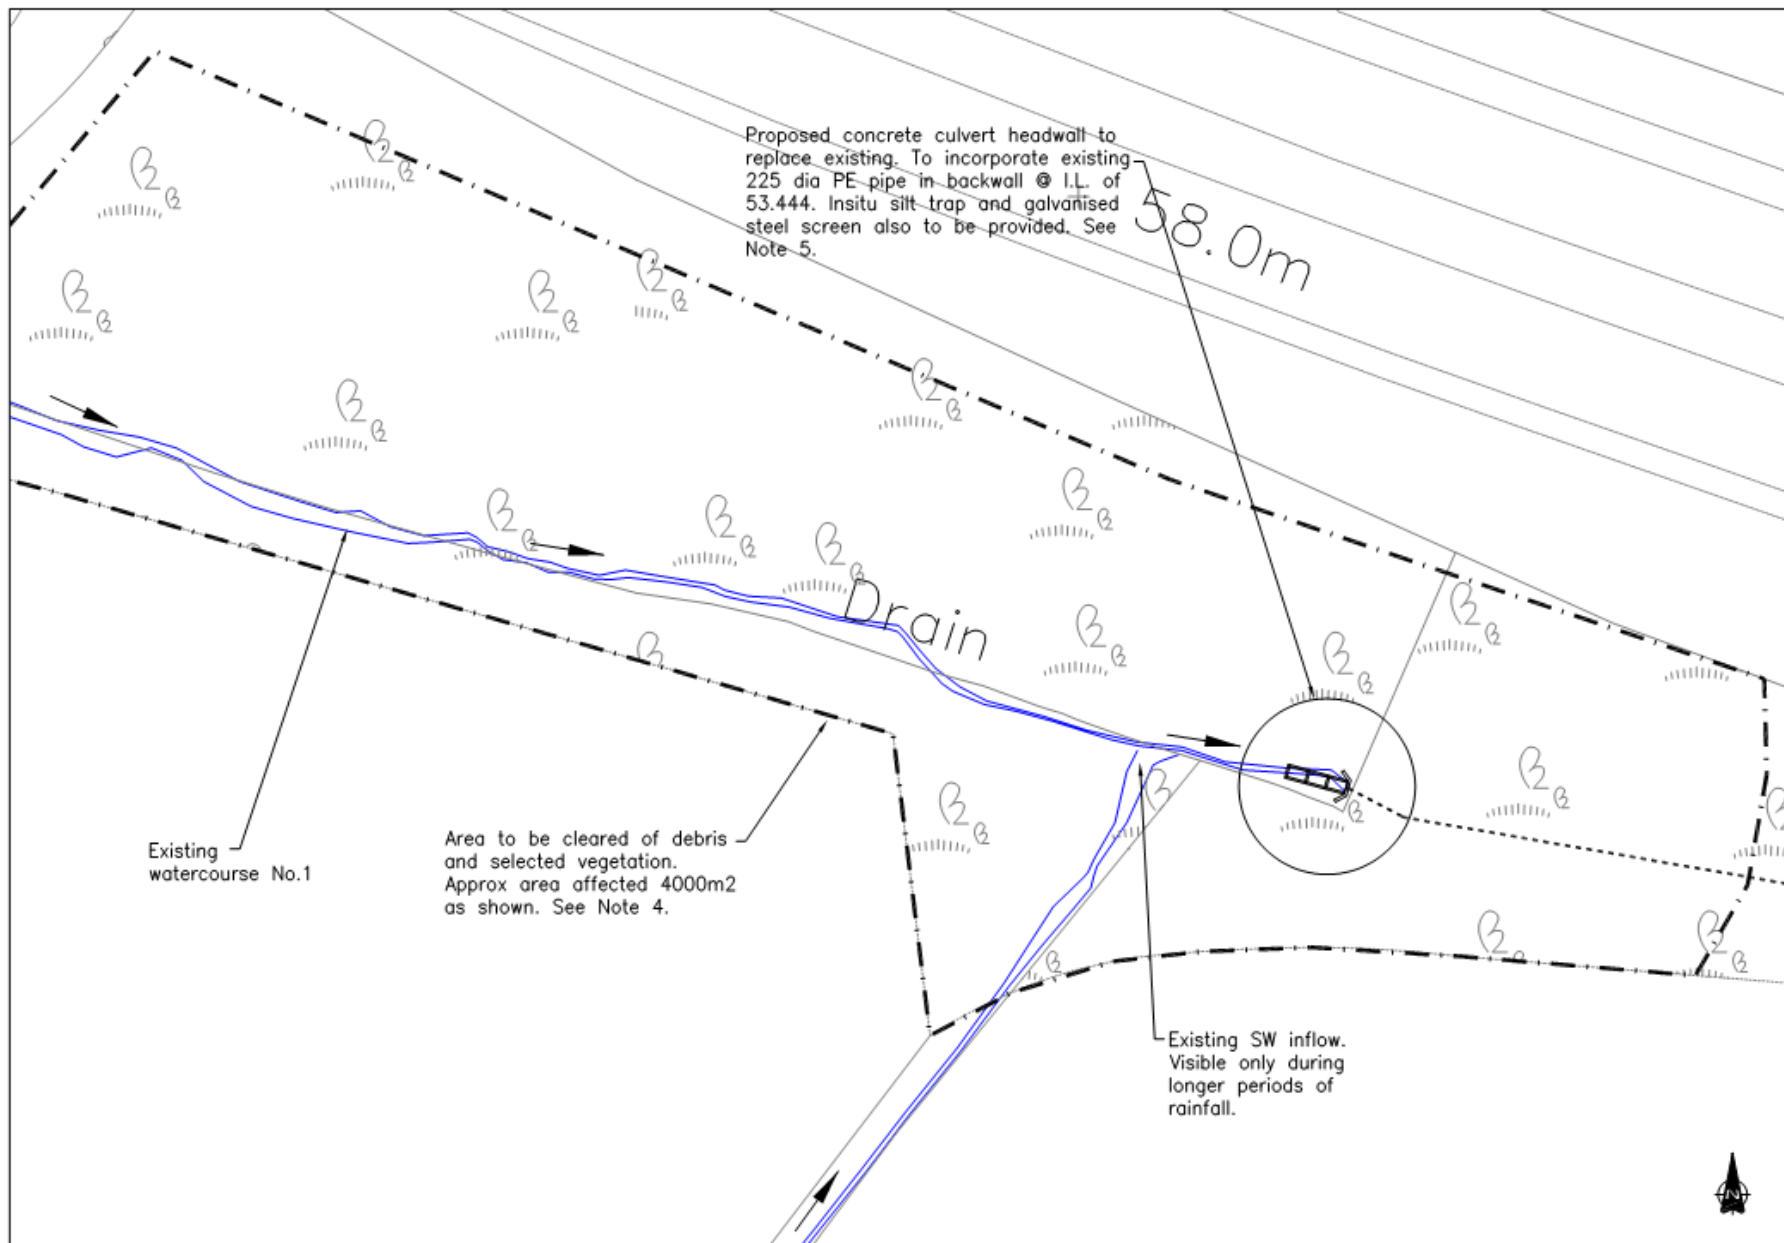 Proposed concrete culvert headwall to
replace existing. To incorporate existing
225 dia PE pipe in backwall @ I.L. of
53.444. Insitu silt trap and galvanised
steel screen also to be provided. See
Note 5.
58.0m
Drain
Existing
watercourse No.1
Area to be cleared of debris
and selected vegetation.
Approx area affected 4000m2
as shown. See Note 4.
Existing SW inflow.
Visible only during
longer periods of
rainfall.
N